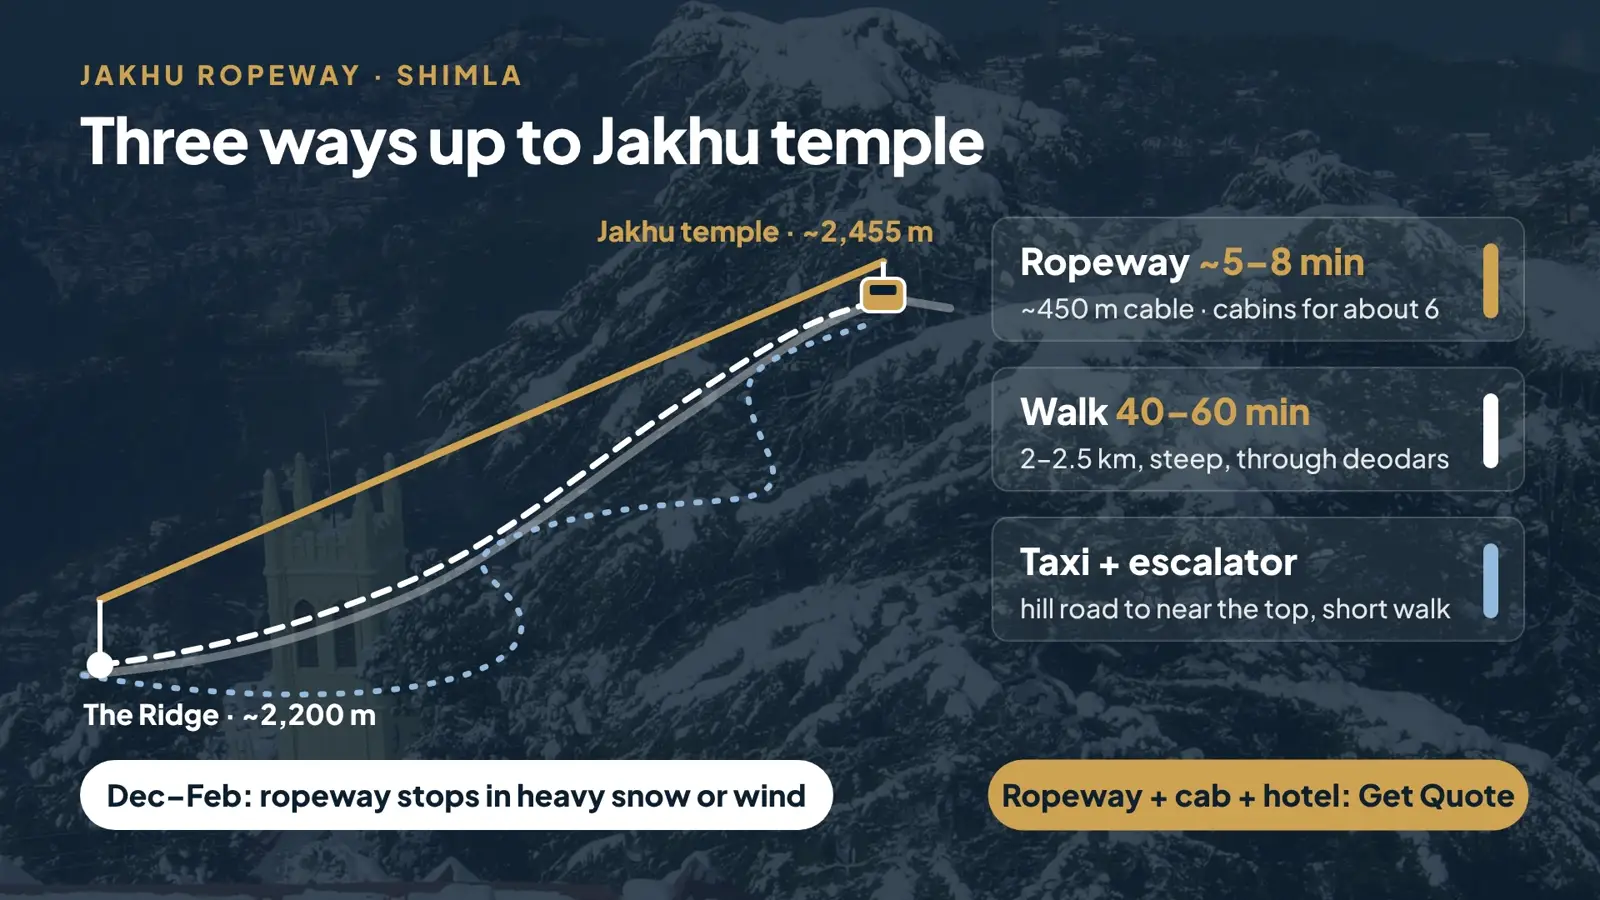 JAKHU ROPEWAY · SHIMLA
Three ways up to Jakhu temple
Jakhu temple · ~2,455 m
Ropeway ~5–8 min
~450 m cable · cabins for about 6
Walk 40–60 min
2–2.5 km, steep, through deodars
Taxi + escalator
hill road to near the top, short walk
The Ridge · ~2,200 m
Dec–Feb: ropeway stops in heavy snow or wind
Ropeway + cab + hotel: Get Quote